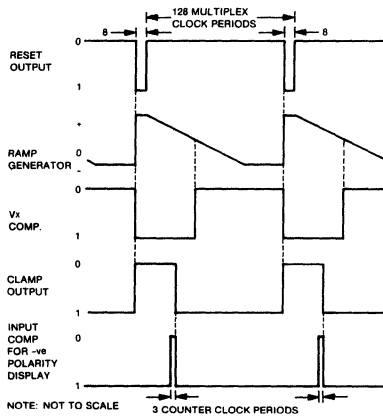 128 MULTIPLEX
CLOCK PERIODS
8
8
RESET
OUTPUT
0
1
RAMP
GENERATOR
+
0
-
Vx
COMP.
0
1
CLAMP
OUTPUT
0
1
INPUT
COMP
FOR -ve
POLARITY
DISPLAY
0
1
NOTE: NOT TO SCALE
3 COUNTER CLOCK PERIODS